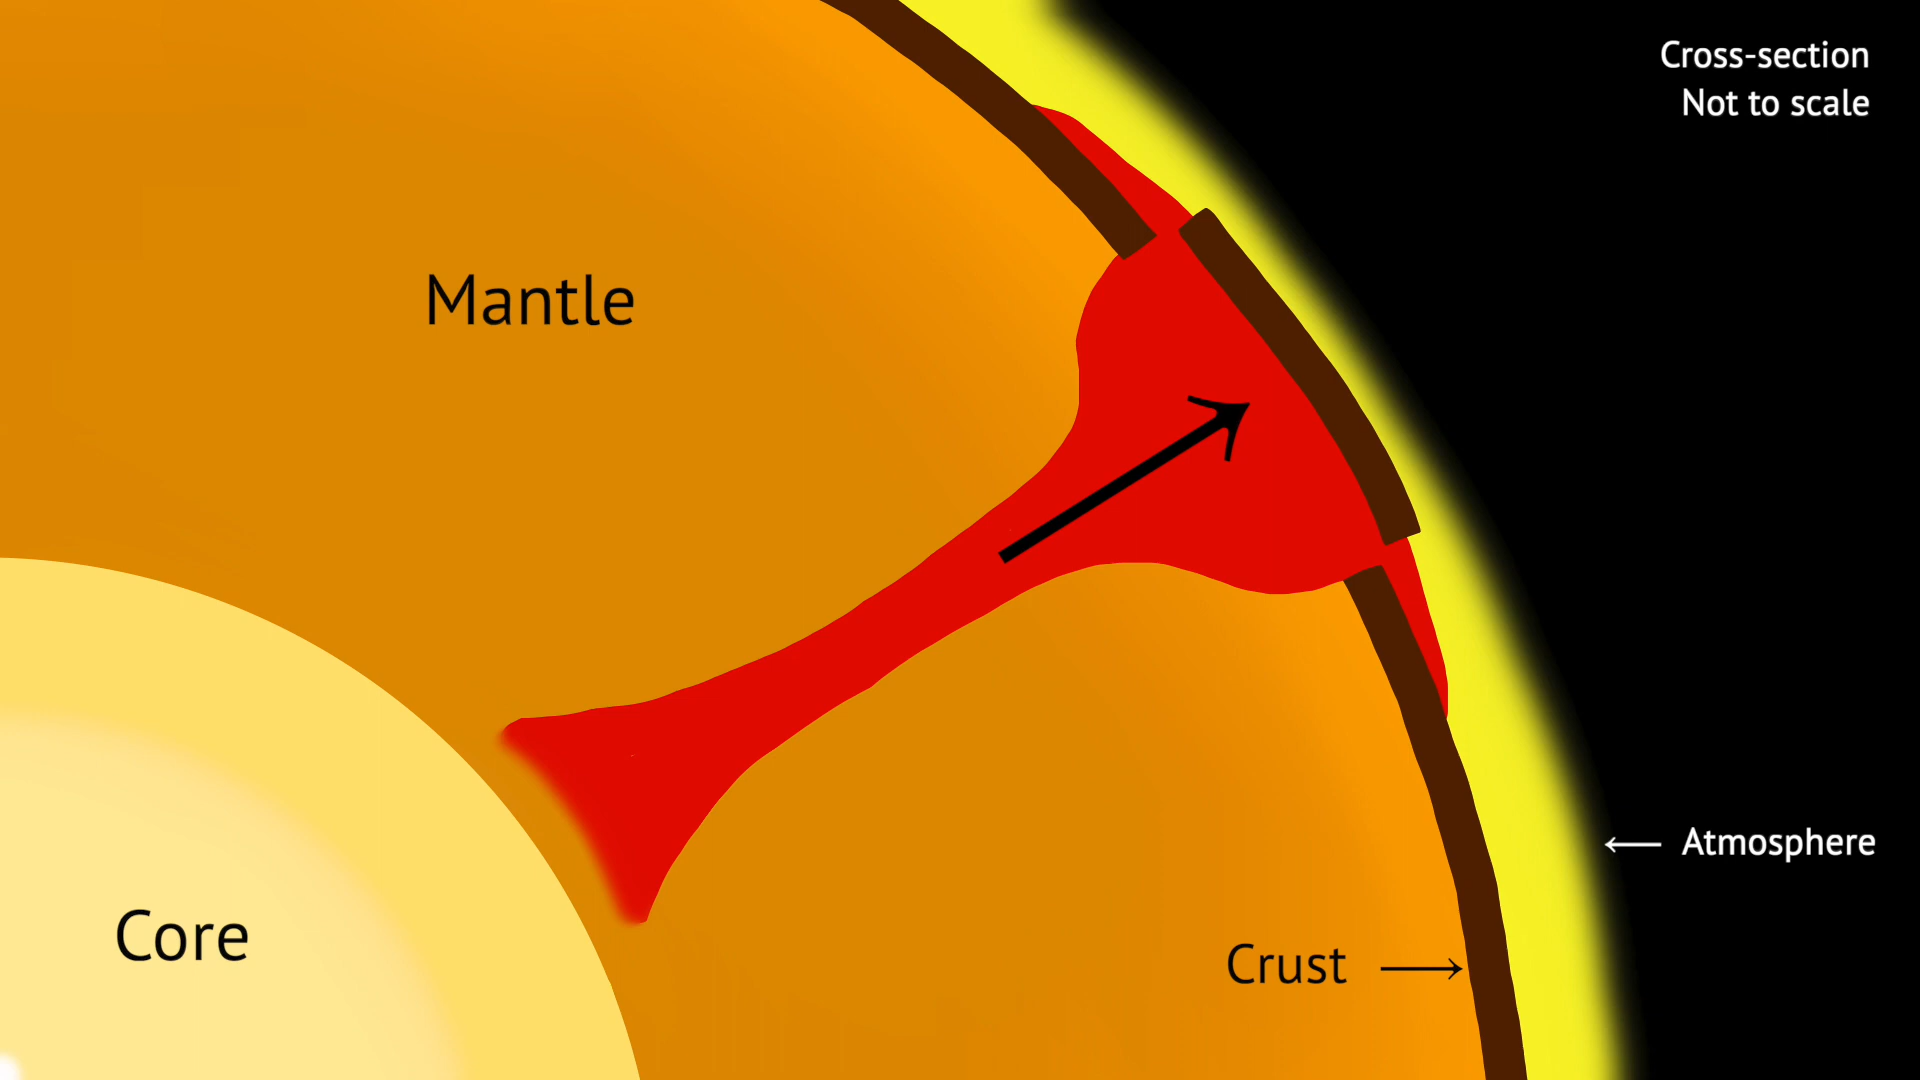 Cross-section
Not to scale
Mantle
← Atmosphere
Core
Crust →